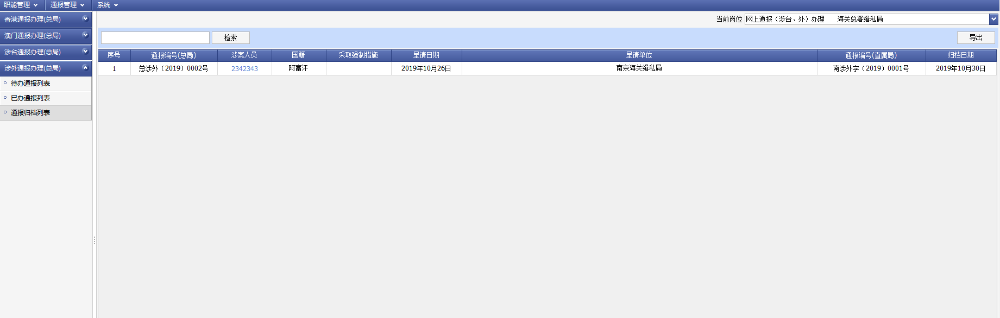 职能管理 通报管理 系统
香港通报办理(总局)
澳门通报办理(总局)
涉台通报办理(总局)
涉外通报办理(总局)
待办通报列表
已办通报列表
通报归档列表
当前岗位 网上通报（涉台、外）办理 海关总署缉私局
检索 导出
序号 通报编号(总局) 涉案人员 国籍 采取强制措施 呈请日期 呈请单位 通报编号(直属局) 归档日期
1 总涉外（2019）0002号 2342343 阿富汗 2019年10月26日 南京海关缉私局 南涉外字（2019）0001号 2019年10月30日